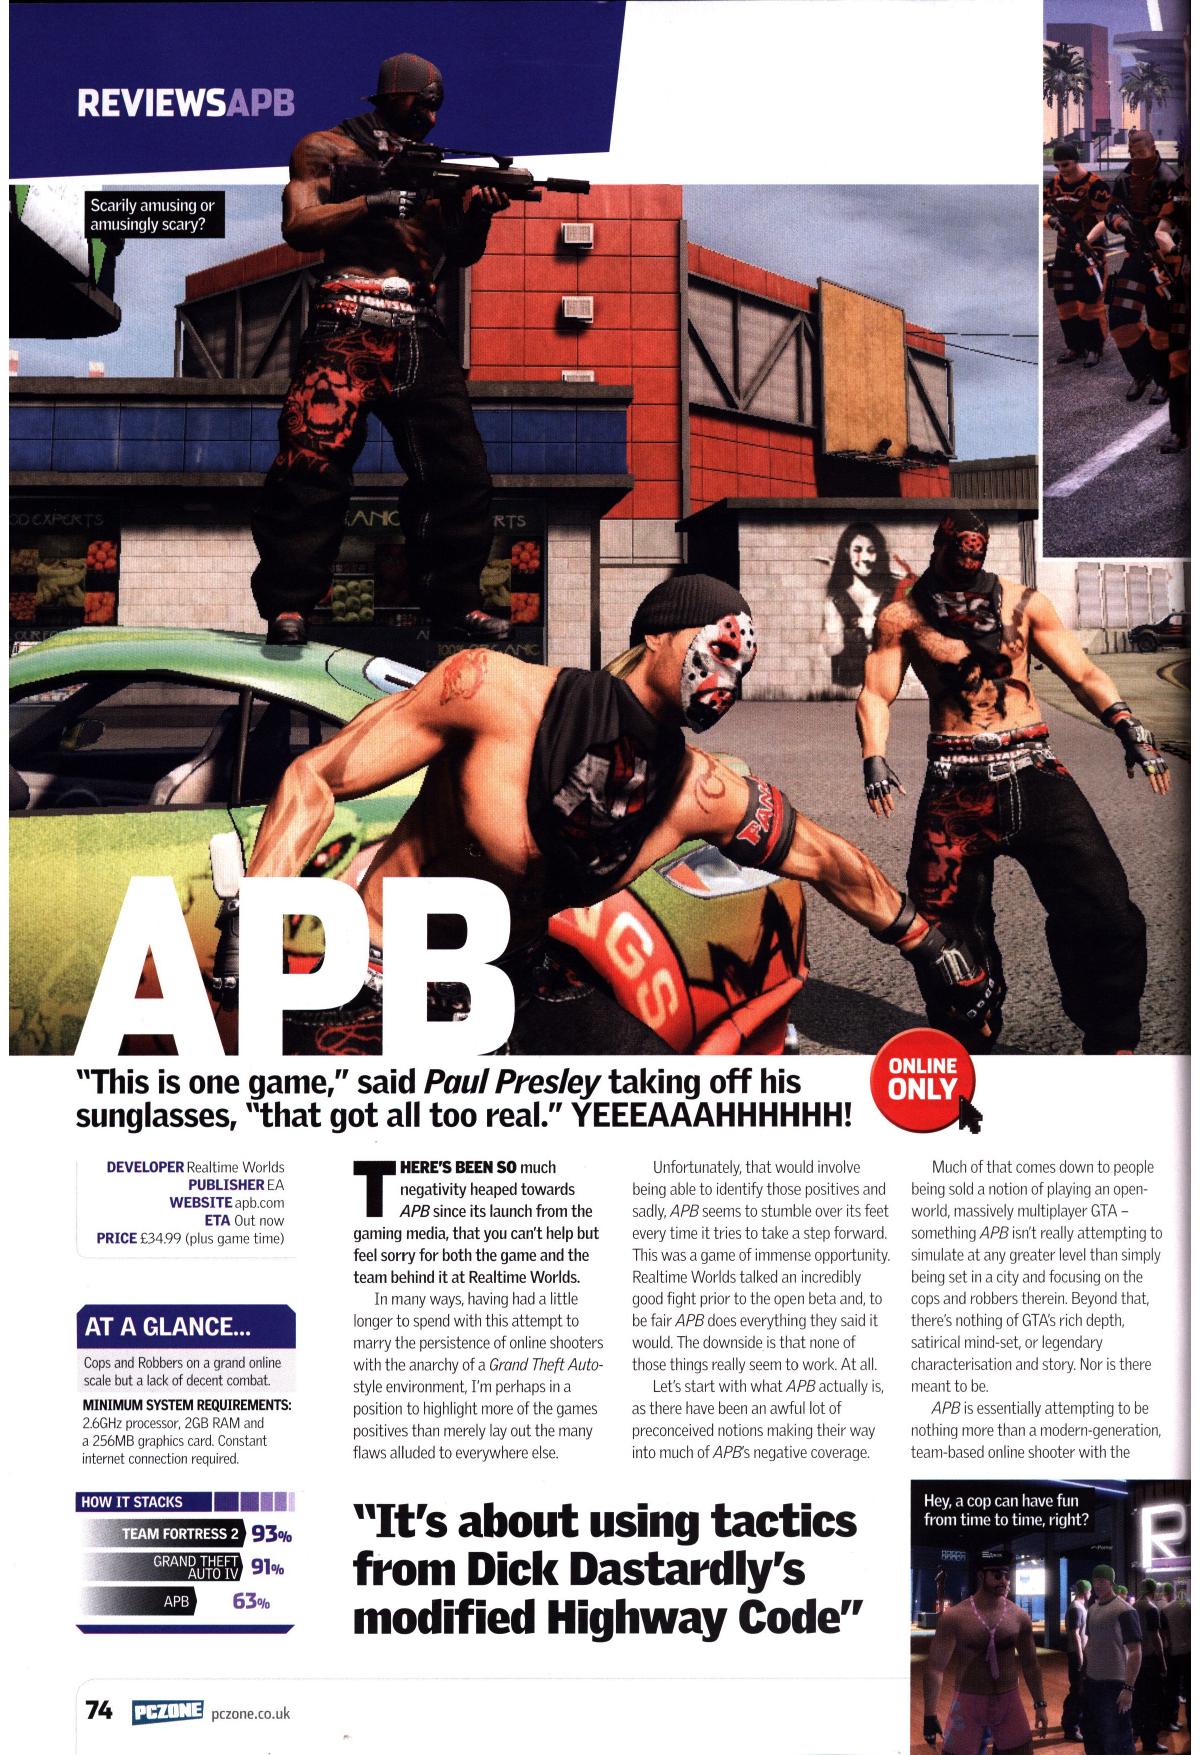 REVIEWSAPB
Scarily amusing or
amusingly scary?
APB
“This is one game,” said Paul Presley taking off his
sunglasses, “that got all too real.” YEEEAAAHHHHHH!
ONLINE
ONLY
DEVELOPER Realtime Worlds
PUBLISHER EA
WEBSITE apb.com
ETA Out now
PRICE £34.99 (plus game time)
AT A GLANCE...
Cops and Robbers on a grand online
scale but a lack of decent combat.
MINIMUM SYSTEM REQUIREMENTS:
2.6GHz processor, 2GB RAM and
a 256MB graphics card. Constant
internet connection required.
HOW IT STACKS
TEAM FORTRESS 2 93%
GRAND THEFT
AUTO IV 91%
APB 63%
THERE'S BEEN SO much
negativity heaped towards
APB since its launch from the
gaming media, that you can't help but
feel sorry for both the game and the
team behind it at Realtime Worlds.
In many ways, having had a little
longer to spend with this attempt to
marry the persistence of online shooters
with the anarchy of a Grand Theft Auto-
style environment, I'm perhaps in a
position to highlight more of the games
positives than merely lay out the many
flaws alluded to everywhere else.
Unfortunately, that would involve
being able to identify those positives and
sadly, APB seems to stumble over its feet
every time it tries to take a step forward.
This was a game of immense opportunity.
Realtime Worlds talked an incredibly
good fight prior to the open beta and, to
be fair APB does everything they said it
would. The downside is that none of
those things really seem to work. At all.
Let's start with what APB actually is,
as there have been an awful lot of
preconceived notions making their way
into much of APB's negative coverage.
Much of that comes down to people
being sold a notion of playing an open-
world, massively multiplayer GTA –
something APB isn't really attempting to
simulate at any greater level than simply
being set in a city and focusing on the
cops and robbers therein. Beyond that,
there's nothing of GTA's rich depth,
satirical mind-set, or legendary
characterisation and story. Nor is there
meant to be.
APB is essentially attempting to be
nothing more than a modern-generation,
team-based online shooter with the
“It's about using tactics
from Dick Dastardly's
modified Highway Code”
Hey, a cop can have fun
from time to time, right?
74 PCZONE pczone.co.uk